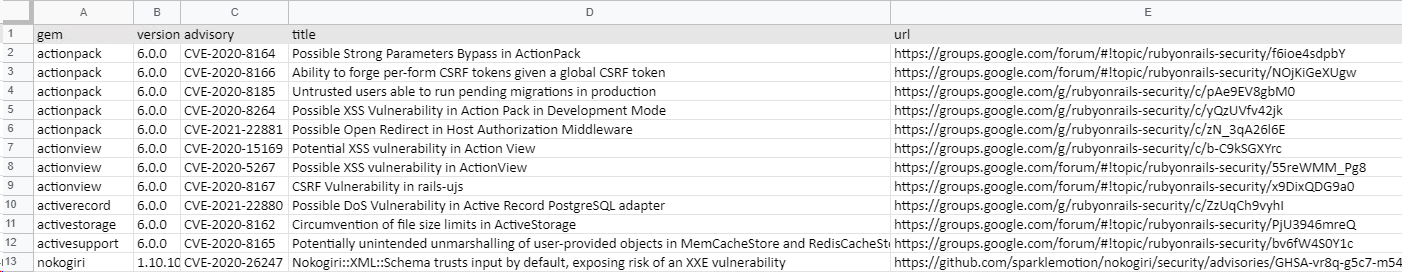 A B C D E
1 gem version advisory title url
2 actionpack 6.0.0 CVE-2020-8164 Possible Strong Parameters Bypass in ActionPack https://groups.google.com/forum/#!topic/rubyonrails-security/f6ioe4sdpbY
3 actionpack 6.0.0 CVE-2020-8166 Ability to forge per-form CSRF tokens given a global CSRF token https://groups.google.com/forum/#!topic/rubyonrails-security/NOjKiGeXUgw
4 actionpack 6.0.0 CVE-2020-8185 Untrusted users able to run pending migrations in production https://groups.google.com/g/rubyonrails-security/c/pAe9EV8gbM0
5 actionpack 6.0.0 CVE-2020-8264 Possible XSS Vulnerability in Action Pack in Development Mode https://groups.google.com/g/rubyonrails-security/c/yQzUVfv42jk
6 actionpack 6.0.0 CVE-2021-22881 Possible Open Redirect in Host Authorization Middleware https://groups.google.com/g/rubyonrails-security/c/zN_3qA26l6E
7 actionview 6.0.0 CVE-2020-15169 Potential XSS vulnerability in Action View https://groups.google.com/g/rubyonrails-security/c/b-C9kSGXYrc
8 actionview 6.0.0 CVE-2020-5267 Possible XSS vulnerability in ActionView https://groups.google.com/forum/#!topic/rubyonrails-security/55reWMM_Pg8
9 actionview 6.0.0 CVE-2020-8167 CSRF Vulnerability in rails-ujs https://groups.google.com/forum/#!topic/rubyonrails-security/x9DixQDG9a0
10 activerecord 6.0.0 CVE-2021-22880 Possible DoS Vulnerability in Active Record PostgreSQL adapter https://groups.google.com/g/rubyonrails-security/c/ZzUqCh9vyhI
11 activestorage 6.0.0 CVE-2020-8162 Circumvention of file size limits in ActiveStorage https://groups.google.com/forum/#!topic/rubyonrails-security/PjU3946mreQ
12 activesupport 6.0.0 CVE-2020-8165 Potentially unintended unmarshalling of user-provided objects in MemCacheStore and RedisCacheSt https://groups.google.com/forum/#!topic/rubyonrails-security/bv6fW4S0Y1c
13 nokogiri 1.10.10 CVE-2020-26247 Nokogiri::XML::Schema trusts input by default, exposing risk of an XXE vulnerability https://github.com/sparklemotion/nokogiri/security/advisories/GHSA-vr8q-g5c7-m54